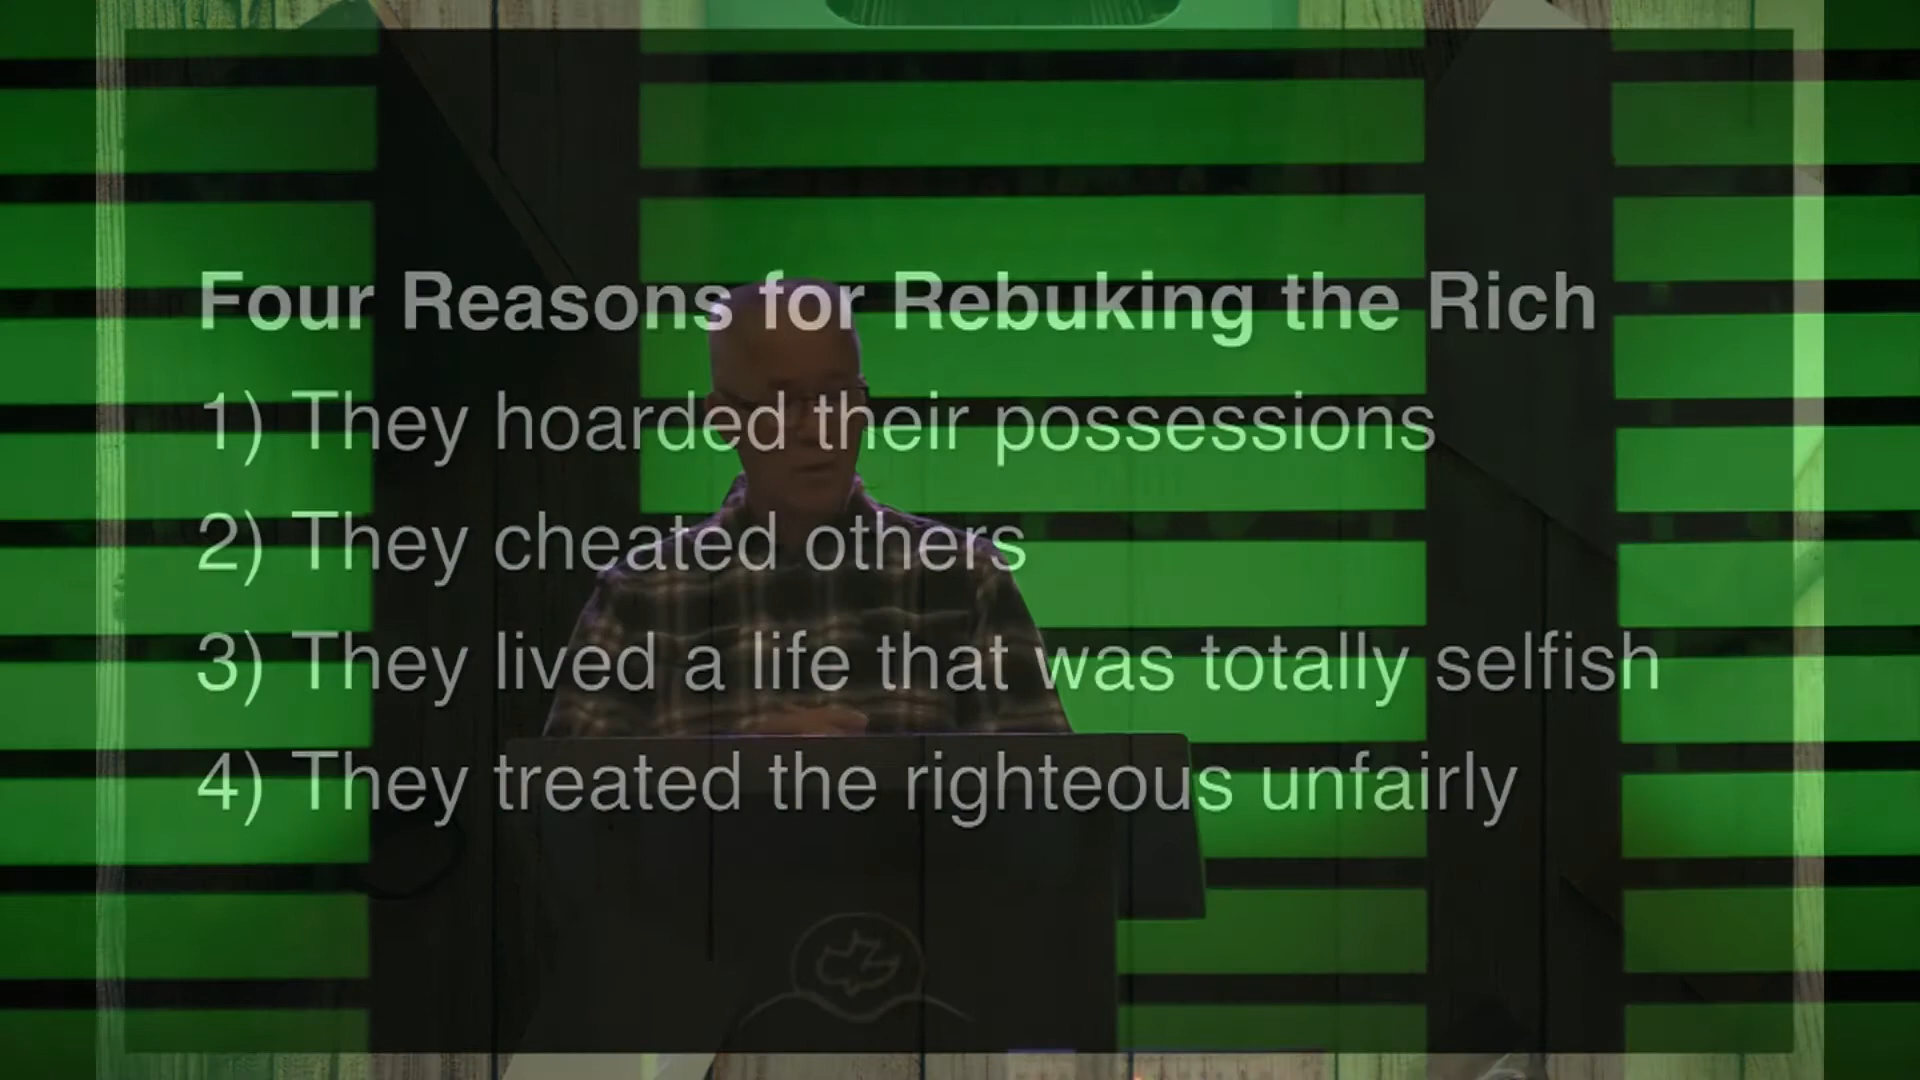 Four Reasons for Rebuking the Rich
1) They hoarded their possessions
2) They cheated others
3) They lived a life that was totally selfish
4) They treated the righteous unfairly